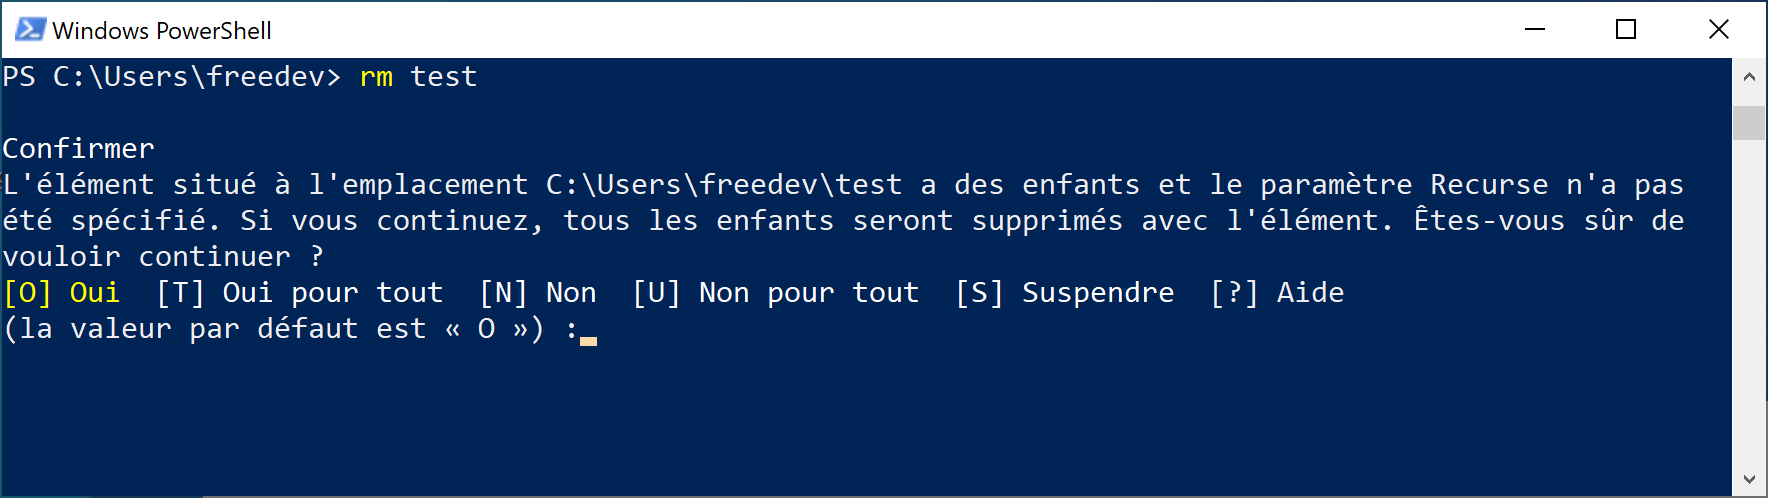 Windows PowerShell
PS C:\Users\freedev> rm test
Confirmer
L'élément situé à l'emplacement C:\Users\freedev\test a des enfants et le paramètre Recurse n'a pas
été spécifié. Si vous continuez, tous les enfants seront supprimés avec l'élément. Êtes-vous sûr de
vouloir continuer ?
[O] Oui  [T] Oui pour tout  [N] Non  [U] Non pour tout  [S] Suspendre  [?] Aide
(la valeur par défaut est « O ») :